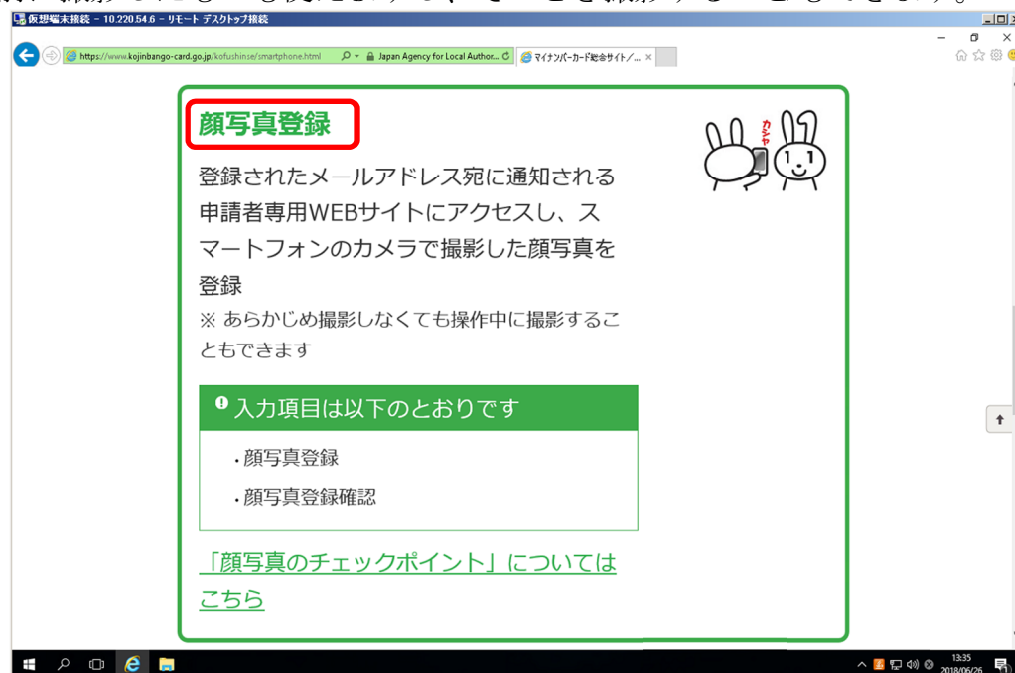 仮想端末接続 - 10.220.54.6 - リモート デスクトップ接続
https://www.kojinbango-card.go.jp/kofushinse/smartphone.html
Japan Agency for Local Author...
マイナンバーカード総合サイト/...
顔写真登録
カシャ
登録されたメールアドレス宛に通知される
申請者専用WEBサイトにアクセスし、ス
マートフォンのカメラで撮影した顔写真を
登録
※ あらかじめ撮影しなくても操作中に撮影するこ
ともできます
入力項目は以下のとおりです
・顔写真登録
・顔写真登録確認
「顔写真のチェックポイント」については
こちら
13:35
2018/06/26